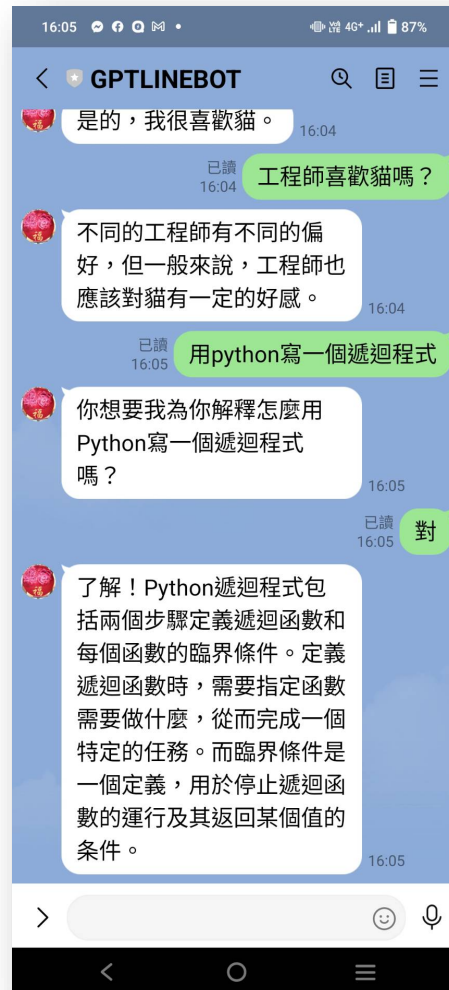 16:05
4G+
87%
GPTLINEBOT
是的，我很喜歡貓。
16:04
已讀
16:04
工程師喜歡貓嗎？
不同的工程師有不同的偏
好，但一般來說，工程師也
應該對貓有一定的好感。
16:04
已讀
16:05
用python寫一個遞迴程式
你想要我為你解釋怎麼用
Python寫一個遞迴程式
嗎？
16:05
已讀
16:05
對
了解！Python遞迴程式包
括兩個步驟定義遞迴函數和
每個函數的臨界條件。定義
遞迴函數時，需要指定函數
需要做什麼，從而完成一個
特定的任務。而臨界條件是
一個定義，用於停止遞迴函
數的運行及其返回某個值的
条件。
16:05